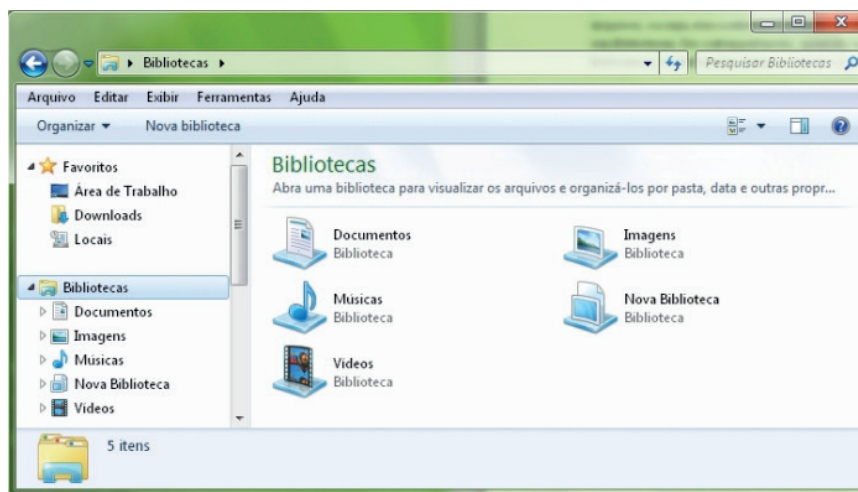 Bibliotecas
Pesquisar Bibliotecas
Arquivo Editar Exibir Ferramentas Ajuda
Organizar Nova biblioteca
Favoritos
Área de Trabalho
Downloads
Locais
Bibliotecas
Documentos
Imagens
Músicas
Nova Biblioteca
Vídeos
Bibliotecas
Abra uma biblioteca para visualizar os arquivos e organizá-los por pasta, data e outras propr...
Documentos
Biblioteca
Imagens
Biblioteca
Músicas
Biblioteca
Nova Biblioteca
Biblioteca
Vídeos
Biblioteca
5 itens